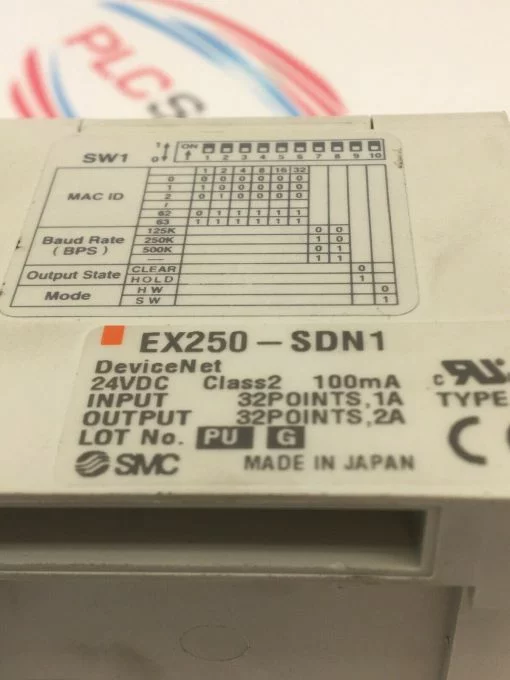 PLC S
SW1 1 0 ON 1 2 3 4 5 6 7 8 9 10
MAC ID 1 2 4 8 16 32
0 0 0 0 0 0 0
1 1 0 0 0 0 0
2 0 1 0 0 0 0
/
62 0 1 1 1 1 1
63 1 1 1 1 1 1
Baud Rate (BPS) 125K 0 0
250K 1 0
500K 0 1
— 1 1
Output State CLEAR 0
HOLD 1
Mode HW 0
SW 1
EX250-SDN1
DeviceNet
24VDC Class2 100mA
INPUT 32POINTS,1A
OUTPUT 32POINTS,2A
LOT No. PU G
SMC MADE IN JAPAN
c RU
TYPE